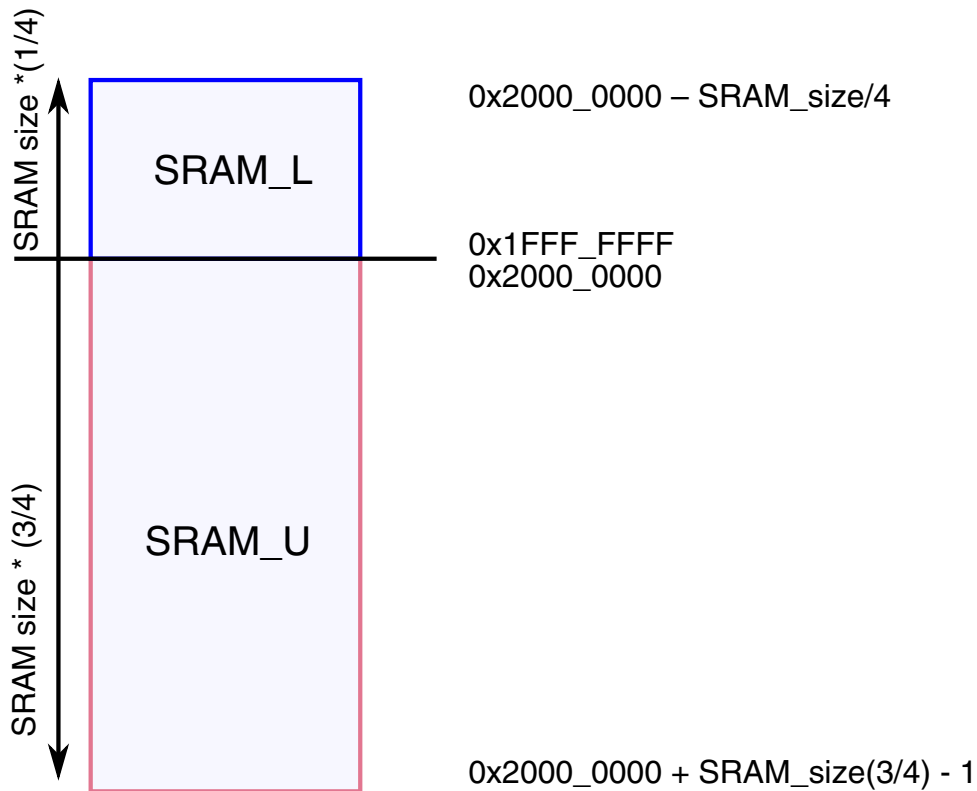 SRAM size *(1/4)
0x2000_0000 – SRAM_size/4
SRAM_L
0x1FFF_FFFF
0x2000_0000
SRAM size * (3/4)
SRAM_U
0x2000_0000 + SRAM_size(3/4) - 1